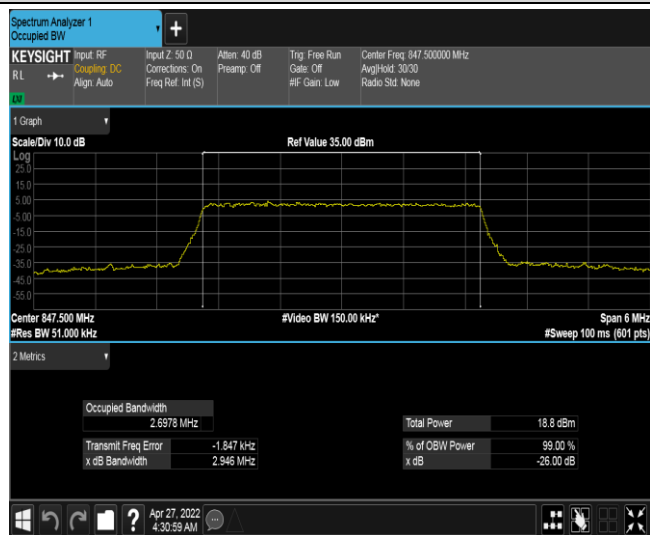 Spectrum Analyzer 1
Occupied BW
+
KEYSIGHT Input: RF Input Z: 50 Ω Atten: 40 dB Trig: Free Run Center Freq: 847.500000 MHz
RL Coupling: DC Corrections: On Preamp: Off Gate: Off Avg|Hold: 30/30
Align: Auto Freq Ref: Int (S) #IF Gain: Low Radio Std: None
LXI
1 Graph
Scale/Div 10.0 dB Ref Value 35.00 dBm
Log
25.0
15.0
5.00
-5.00
-15.0
-25.0
-35.0
-45.0
-55.0
Center 847.500 MHz #Video BW 150.00 kHz* Span 6 MHz
#Res BW 51.000 kHz #Sweep 100 ms (601 pts)
2 Metrics
Occupied Bandwidth
2.6978 MHz Total Power 18.8 dBm
Transmit Freq Error -1.847 kHz % of OBW Power 99.00 %
x dB Bandwidth 2.946 MHz x dB -26.00 dB
? Apr 27, 2022
4:30:59 AM